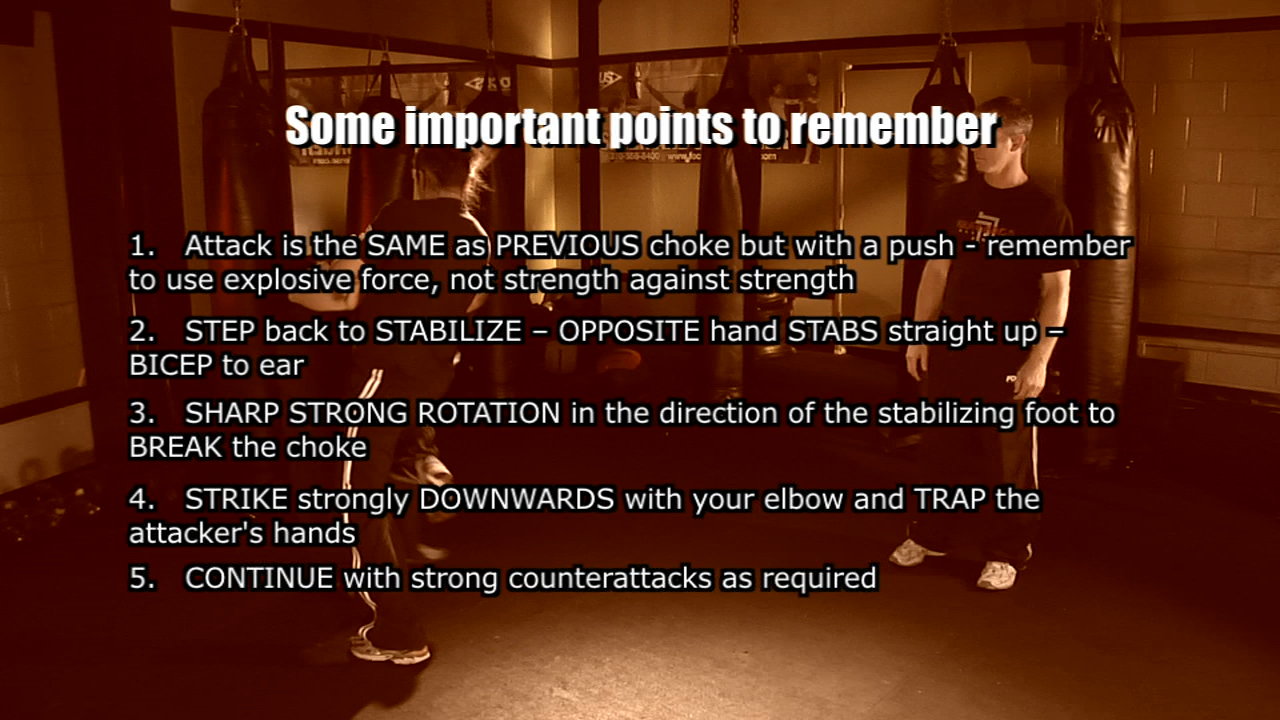 Some important points to remember
1. Attack is the SAME as PREVIOUS choke but with a push - remember
to use explosive force, not strength against strength
2. STEP back to STABILIZE – OPPOSITE hand STABS straight up –
BICEP to ear
3. SHARP STRONG ROTATION in the direction of the stabilizing foot to
BREAK the choke
4. STRIKE strongly DOWNWARDS with your elbow and TRAP the
attacker's hands
5. CONTINUE with strong counterattacks as required